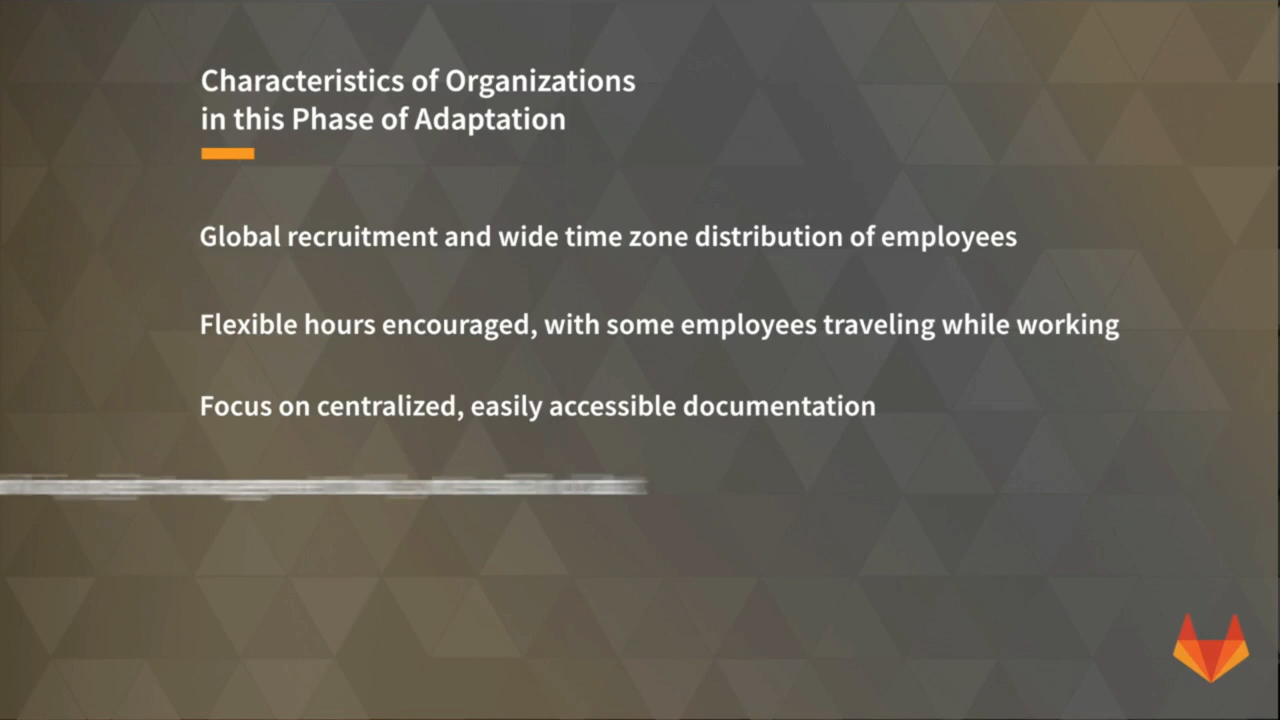 Characteristics of Organizations
in this Phase of Adaptation
Global recruitment and wide time zone distribution of employees
Flexible hours encouraged, with some employees traveling while working
Focus on centralized, easily accessible documentation